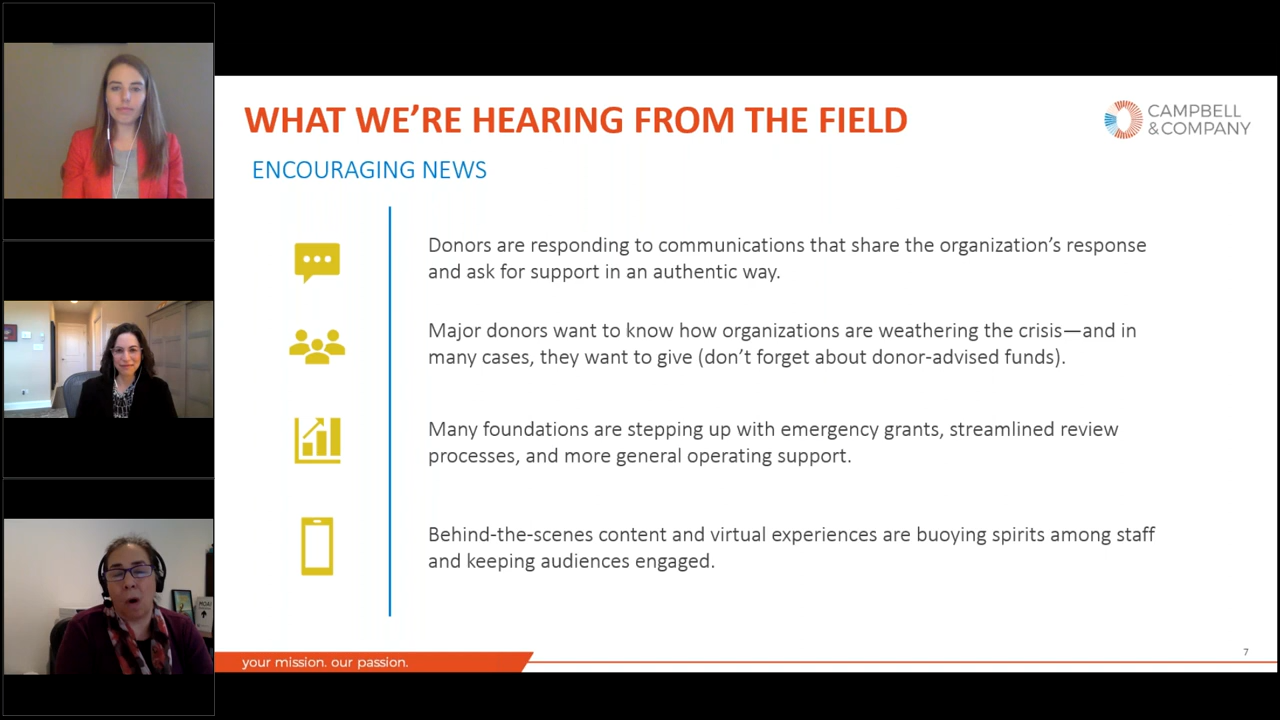 WHAT WE'RE HEARING FROM THE FIELD
CAMPBELL
&COMPANY
ENCOURAGING NEWS
Donors are responding to communications that share the organization's response
and ask for support in an authentic way.
Major donors want to know how organizations are weathering the crisis—and in
many cases, they want to give (don't forget about donor-advised funds).
Many foundations are stepping up with emergency grants, streamlined review
processes, and more general operating support.
Behind-the-scenes content and virtual experiences are buoying spirits among staff
and keeping audiences engaged.
your mission. our passion.
7